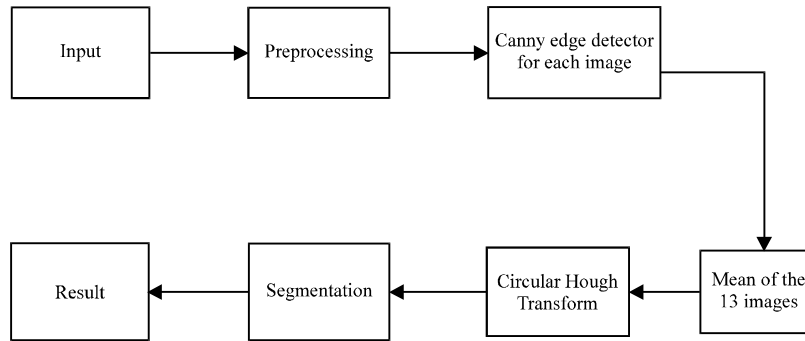 Input
Preprocessing
Canny edge detector
for each image
Mean of the
13 images
Circular Hough
Transform
Segmentation
Result